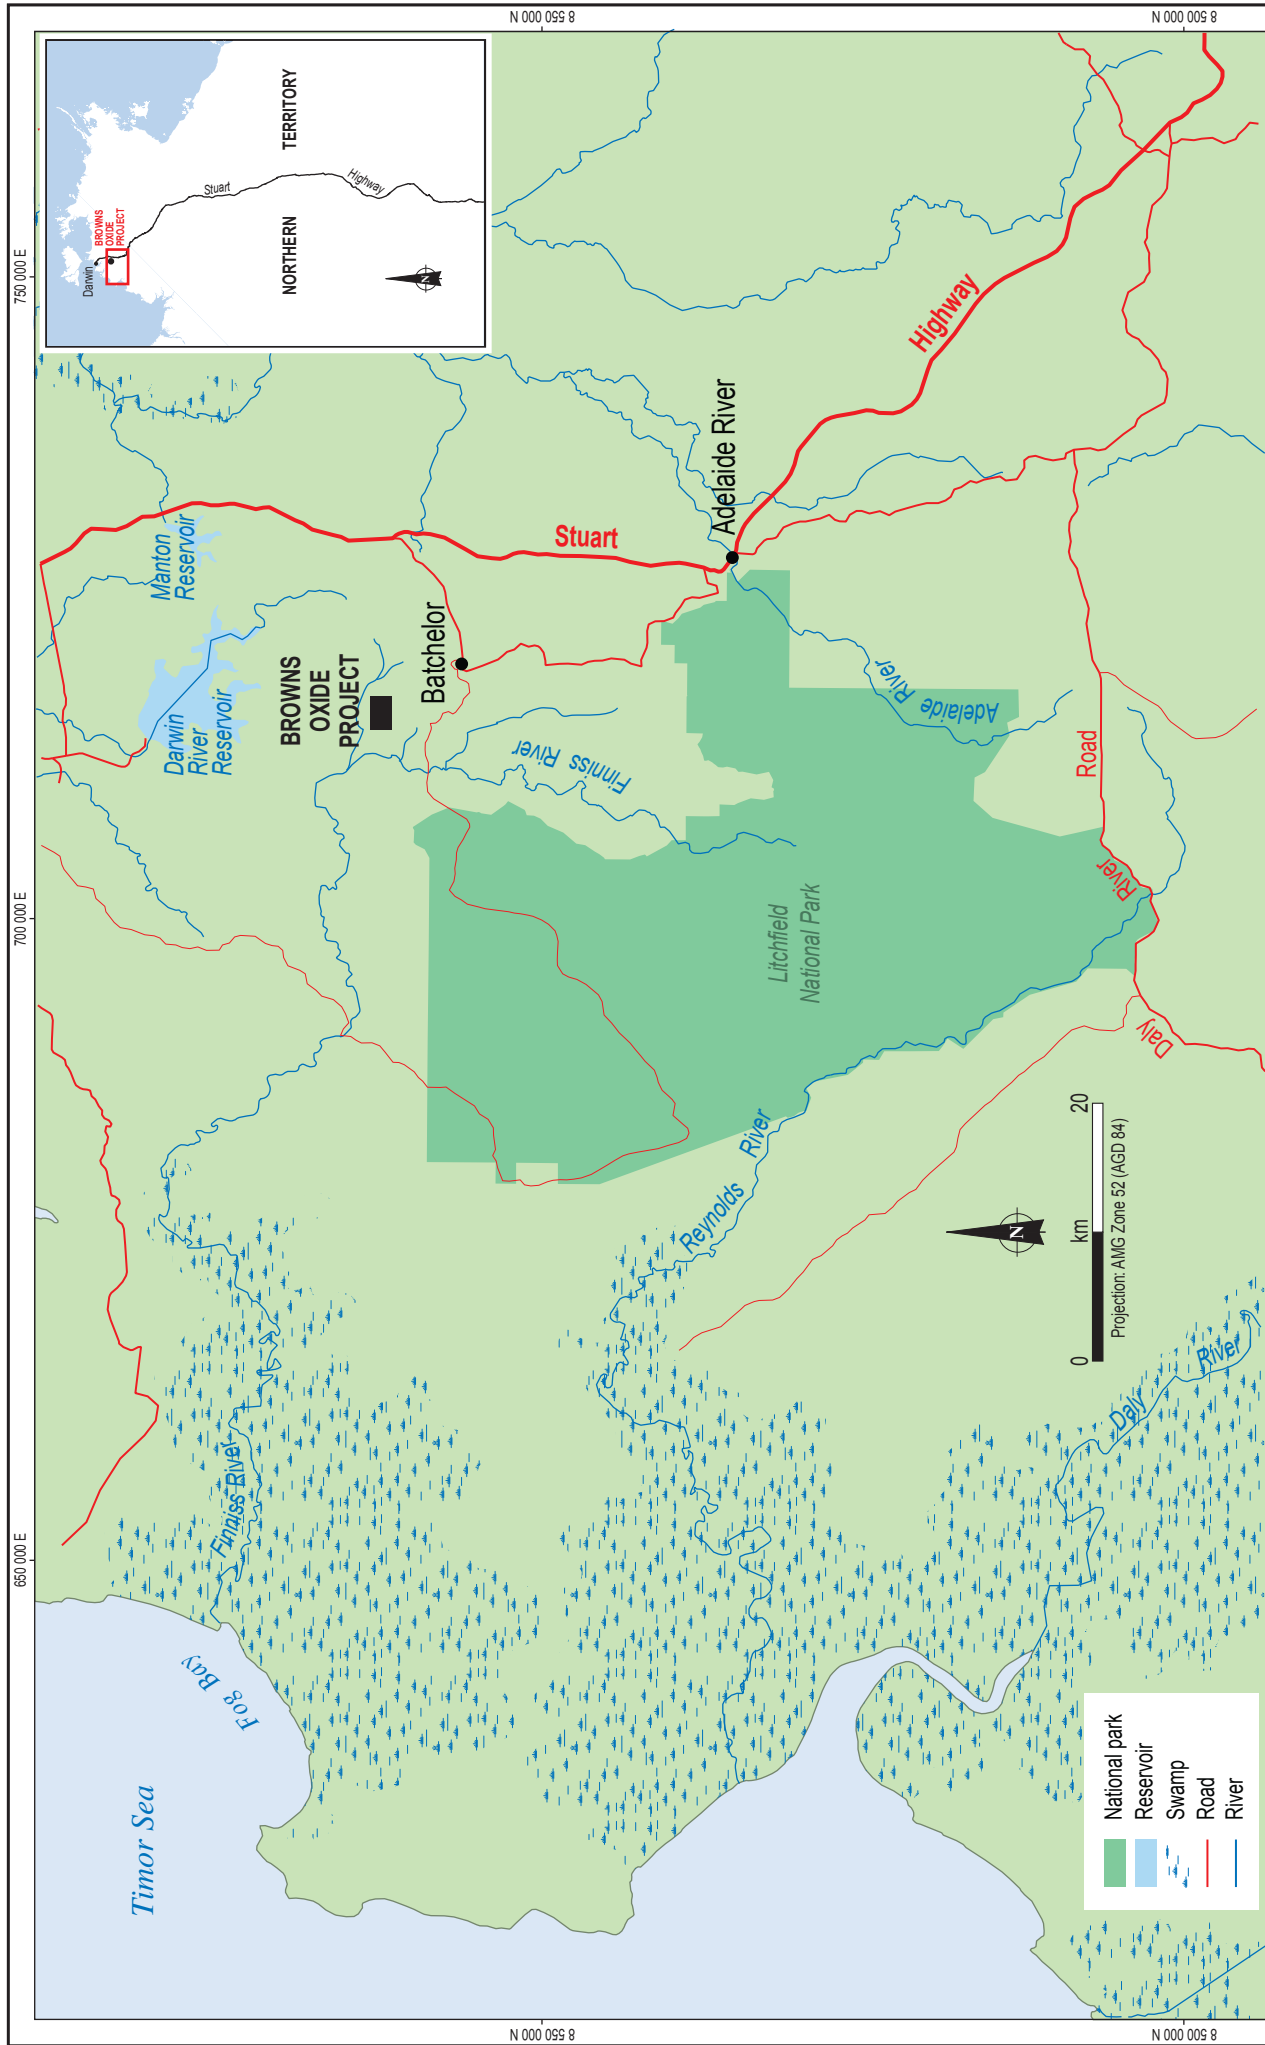 650 000 E
700 000 E
750 000 E
8 550 000 N
8 500 000 N
8 550 000 N
8 500 000 N
Timor Sea
Fog Bay
Finniss River
Darwin
River
Reservoir
Manton
Reservoir
BROWNS
OXIDE
PROJECT
Batchelor
Finniss River
Stuart
Adelaide River
Highway
Adelaide River
Litchfield
National Park
Reynolds
River
Daly
River
Road
Daly
River
Darwin
BROWNS
OXIDE
PROJECT
Stuart
Highway
NORTHERN
TERRITORY
N
N
0
km
20
Projection: AMG Zone 52 (AGD 84)
National park
Reservoir
Swamp
Road
River